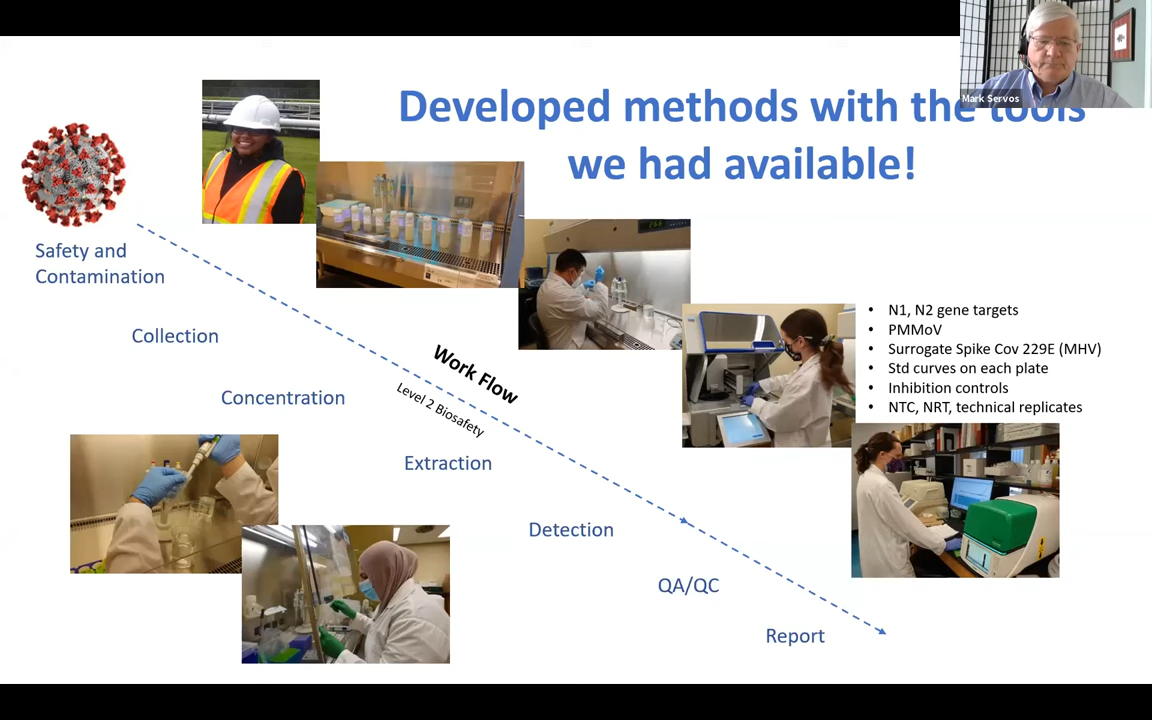 Mark Servos
Developed methods with the tools
we had available!
Safety and
Contamination
Collection
Concentration
Work Flow
Level 2 Biosafety
Extraction
Detection
QA/QC
Report
• N1, N2 gene targets
• PMMoV
• Surrogate Spike Cov 229E (MHV)
• Std curves on each plate
• Inhibition controls
• NTC, NRT, technical replicates